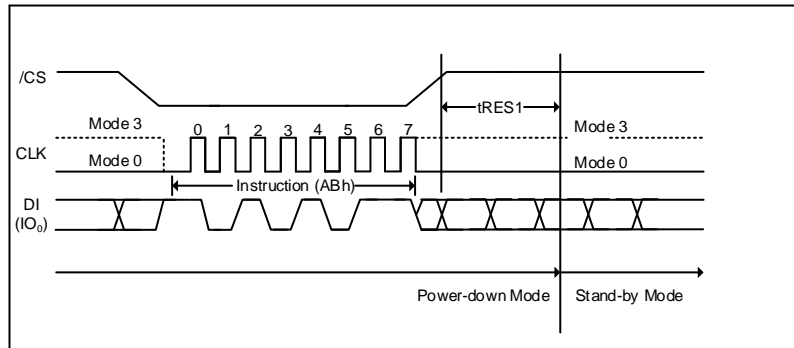 /CS
tRES1
Mode 3
0 1 2 3 4 5 6 7
Mode 3
CLK
Mode 0
Mode 0
Instruction (ABh)
DI
(IO₀)
Power-down Mode
Stand-by Mode